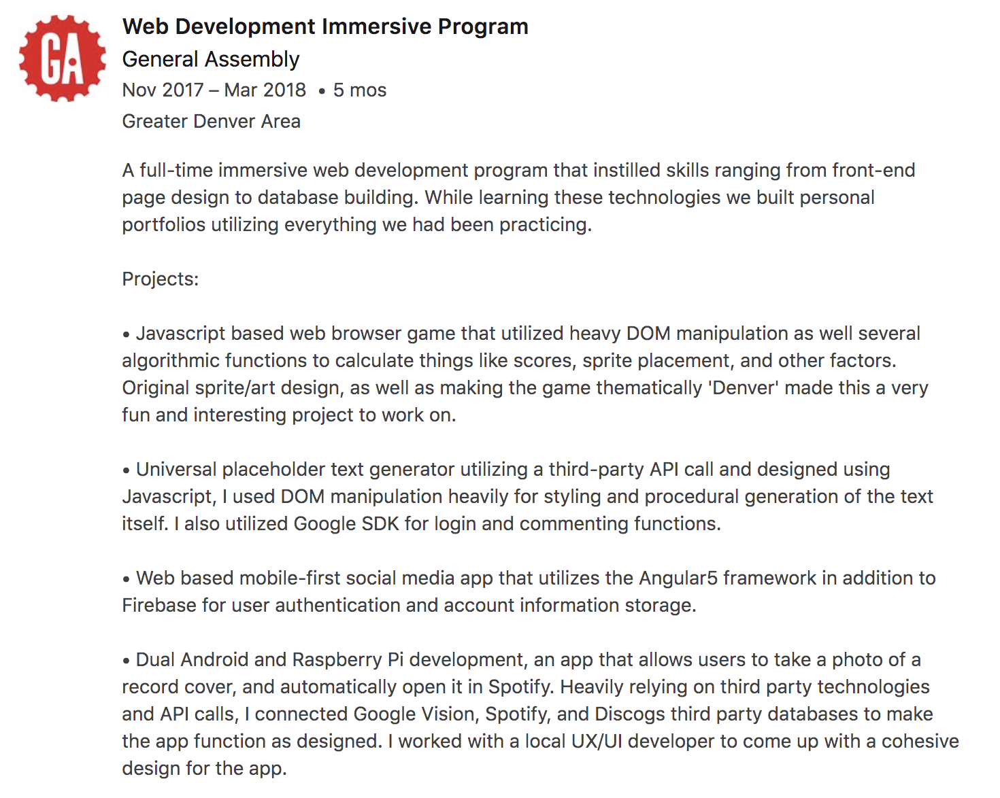 GA
Web Development Immersive Program
General Assembly
Nov 2017 – Mar 2018 • 5 mos
Greater Denver Area
A full-time immersive web development program that instilled skills ranging from front-end
page design to database building. While learning these technologies we built personal
portfolios utilizing everything we had been practicing.
Projects:
• Javascript based web browser game that utilized heavy DOM manipulation as well several
algorithmic functions to calculate things like scores, sprite placement, and other factors.
Original sprite/art design, as well as making the game thematically 'Denver' made this a very
fun and interesting project to work on.
• Universal placeholder text generator utilizing a third-party API call and designed using
Javascript, I used DOM manipulation heavily for styling and procedural generation of the text
itself. I also utilized Google SDK for login and commenting functions.
• Web based mobile-first social media app that utilizes the Angular5 framework in addition to
Firebase for user authentication and account information storage.
• Dual Android and Raspberry Pi development, an app that allows users to take a photo of a
record cover, and automatically open it in Spotify. Heavily relying on third party technologies
and API calls, I connected Google Vision, Spotify, and Discogs third party databases to make
the app function as designed. I worked with a local UX/UI developer to come up with a cohesive
design for the app.